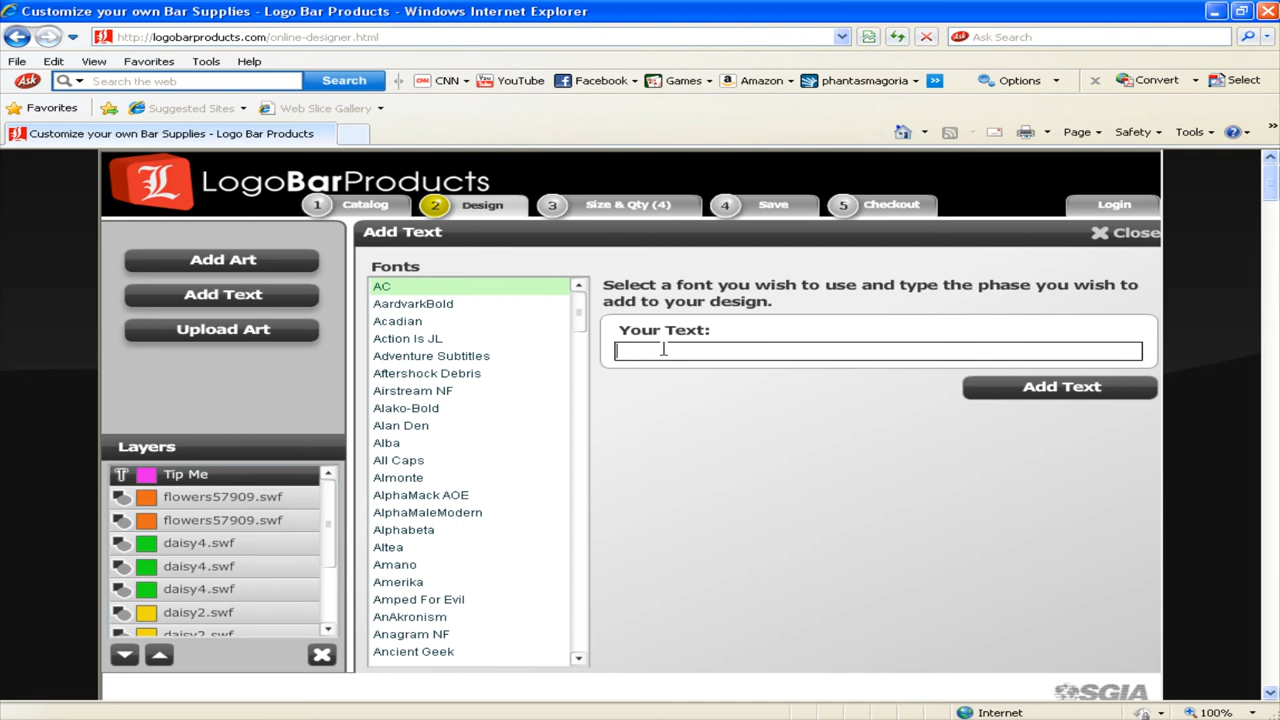 Customize your own Bar Supplies - Logo Bar Products - Windows Internet Explorer
http://logobarproducts.com/online-designer.html
Ask Search
File Edit View Favorites Tools Help
Ask Search the web Search CNN YouTube Facebook Games Amazon phantasmagoria Options Convert Select
Favorites Suggested Sites Web Slice Gallery
Customize your own Bar Supplies - Logo Bar Products
Page Safety Tools
L LogoBarProducts
1 Catalog 2 Design 3 Size & Qty (4) 4 Save 5 Checkout Login
Add Art
Add Text
Upload Art
Layers
Tip Me
flowers57909.swf
flowers57909.swf
daisy4.swf
daisy4.swf
daisy4.swf
daisy2.swf
daisy2.swf
Add Text
Close
Fonts
AC
AardvarkBold
Acadian
Action Is JL
Adventure Subtitles
Aftershock Debris
Airstream NF
Alako-Bold
Alan Den
Alba
All Caps
Almonte
AlphaMack AOE
AlphaMaleModern
Alphabeta
Altea
Amano
Amerika
Amped For Evil
AnAkronism
Anagram NF
Ancient Geek
Select a font you wish to use and type the phase you wish to
add to your design.
Your Text:
Add Text
SGIA
Internet 100%